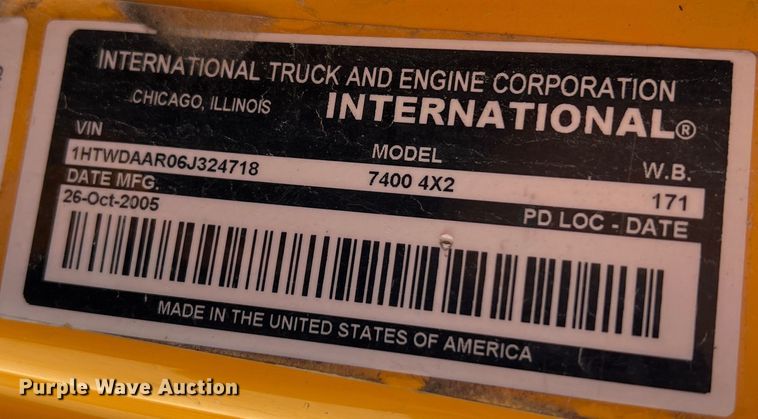 INTERNATIONAL TRUCK AND ENGINE CORPORATION
CHICAGO, ILLINOIS
INTERNATIONAL®
VIN
MODEL
W.B.
1HTWDAAR06J324718
7400 4X2
171
DATE MFG.
PD LOC - DATE
26-Oct-2005
MADE IN THE UNITED STATES OF AMERICA
Purple Wave Auction